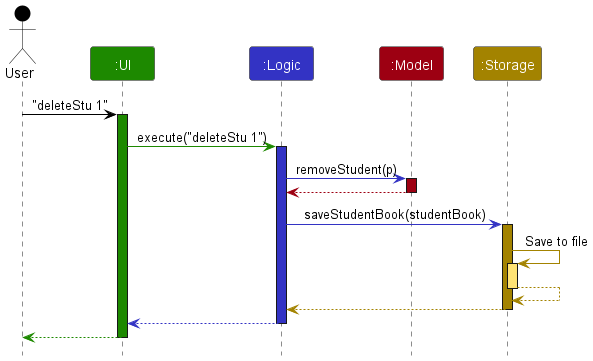 User
:UI
:Logic
:Model
:Storage
"deleteStu 1"
execute("deleteStu 1")
removeStudent(p)
saveStudentBook(studentBook)
Save to file